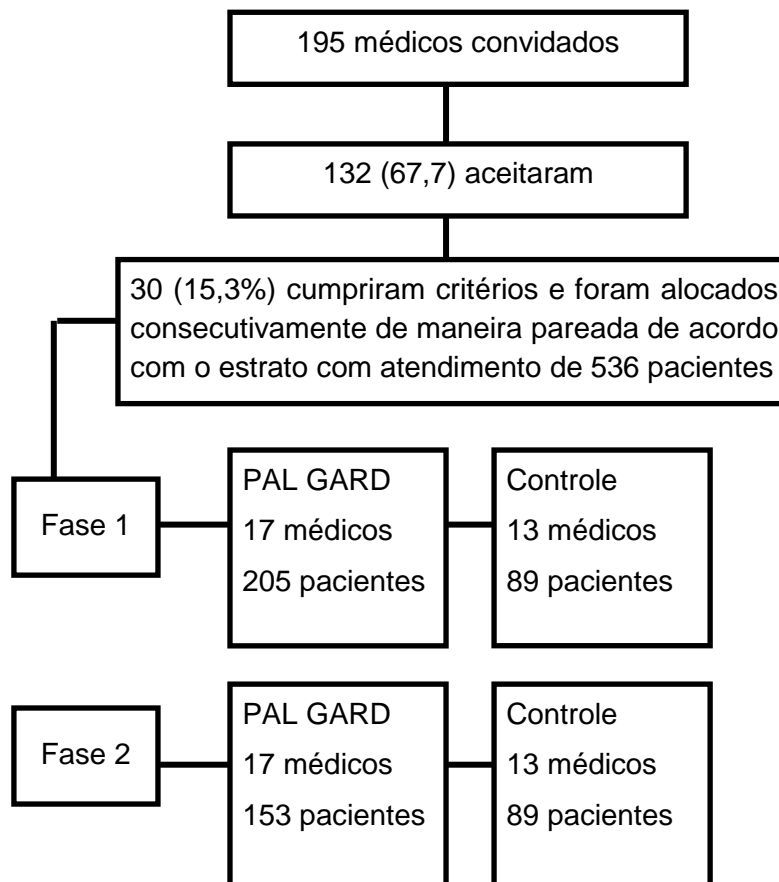 195 médicos convidados
132 (67,7) aceitaram
30 (15,3%) cumpriram critérios e foram alocados
consecutivamente de maneira pareada de acordo
com o estrato com atendimento de 536 pacientes
Fase 1
PAL GARD
17 médicos
205 pacientes
Controle
13 médicos
89 pacientes
Fase 2
PAL GARD
17 médicos
153 pacientes
Controle
13 médicos
89 pacientes